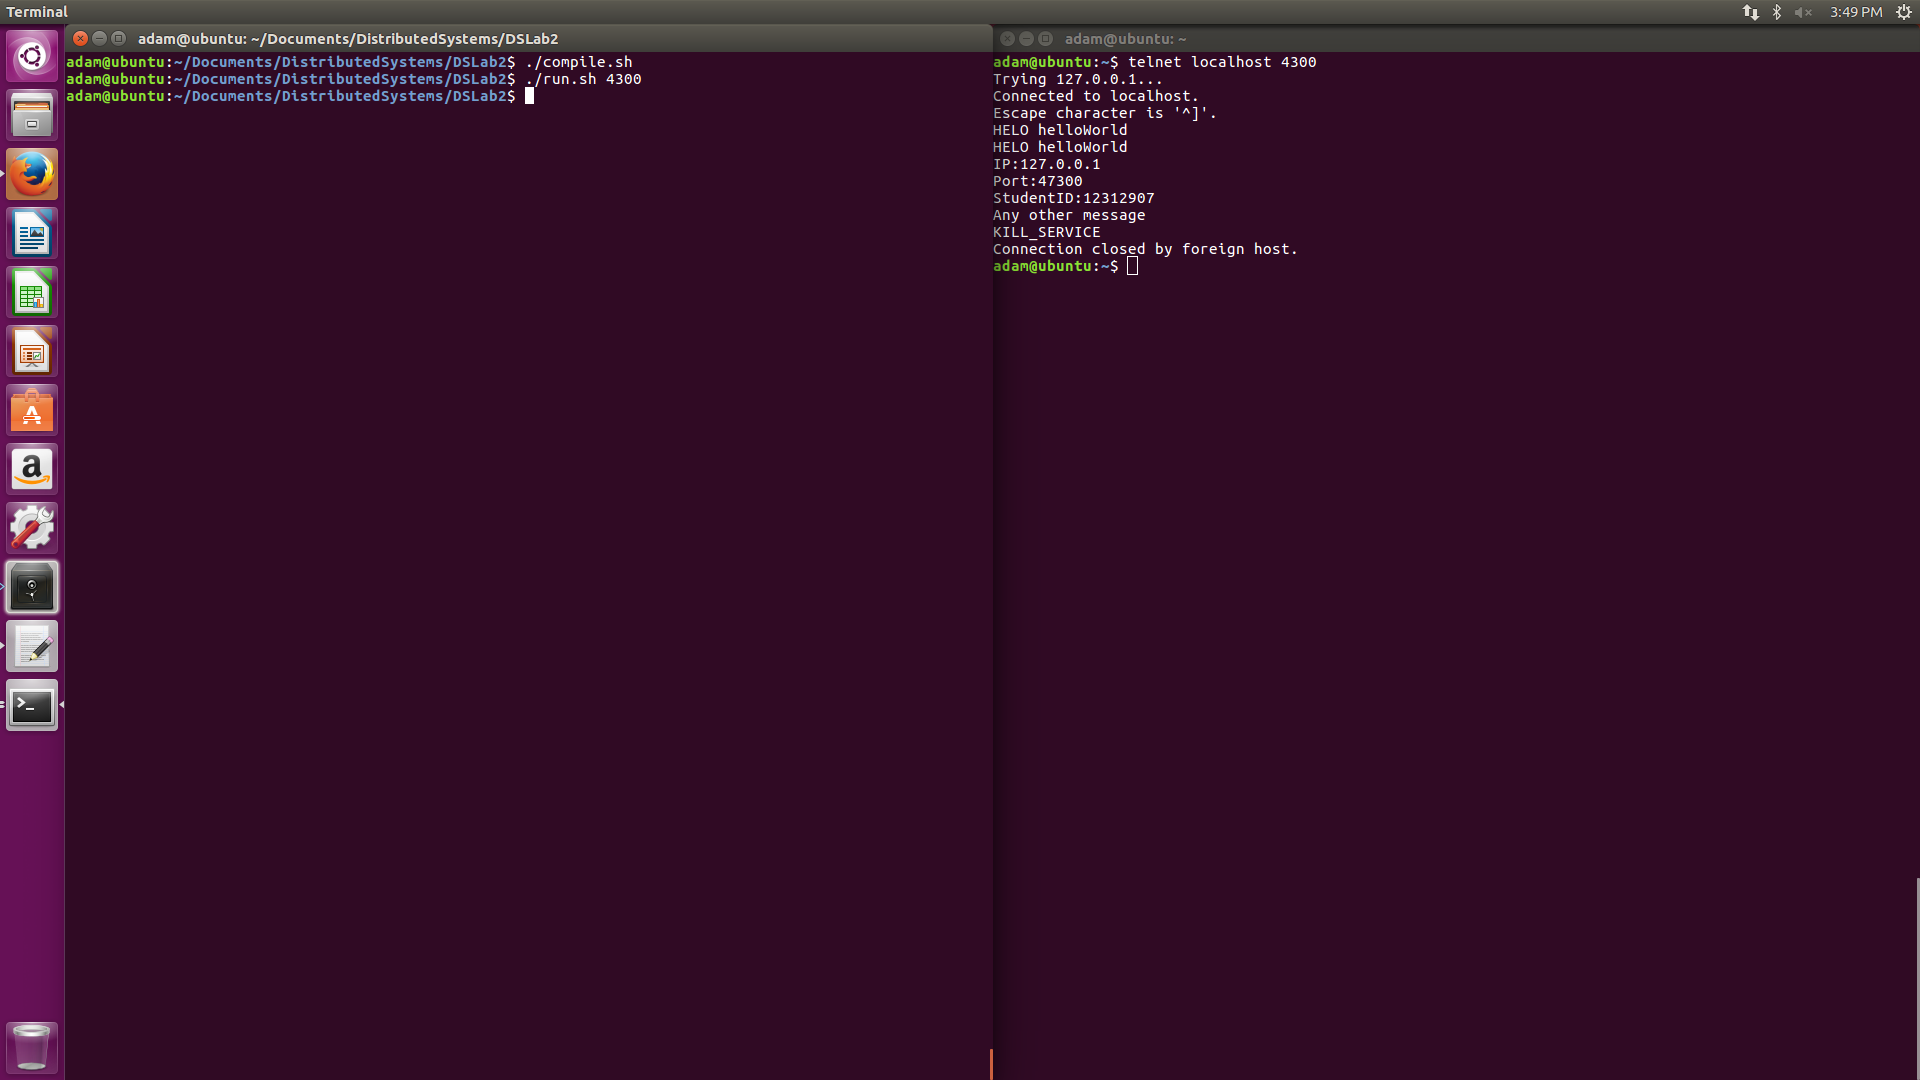 Terminal
3:49 PM
adam@ubuntu: ~/Documents/DistributedSystems/DSLab2
adam@ubuntu:~/Documents/DistributedSystems/DSLab2$ ./compile.sh
adam@ubuntu:~/Documents/DistributedSystems/DSLab2$ ./run.sh 4300
adam@ubuntu:~/Documents/DistributedSystems/DSLab2$
adam@ubuntu: ~
adam@ubuntu:~$ telnet localhost 4300
Trying 127.0.0.1...
Connected to localhost.
Escape character is '^]'.
HELO helloWorld
HELO helloWorld
IP:127.0.0.1
Port:47300
StudentID:12312907
Any other message
KILL_SERVICE
Connection closed by foreign host.
adam@ubuntu:~$